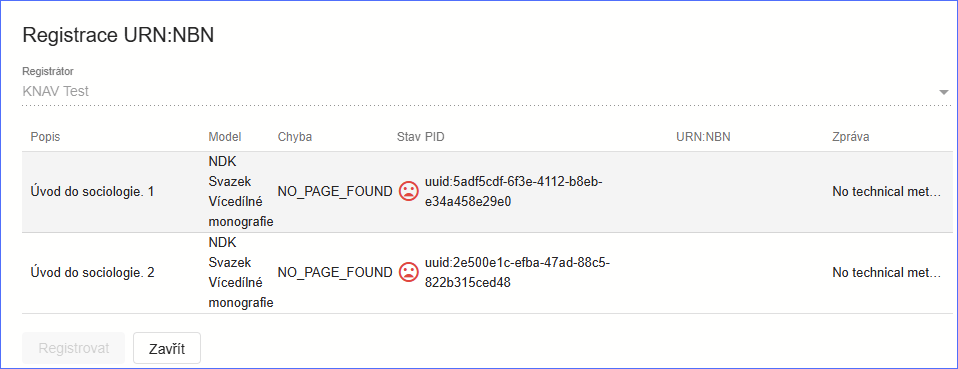 Registrace URN:NBN
Registrátor
KNAV Test
Popis Model Chyba Stav PID URN:NBN Zpráva
Úvod do sociologie. 1 NDK Svazek Vícedílné monografie NO_PAGE_FOUND uuid:5adf5cdf-6f3e-4112-b8eb-e34a458e29e0 No technical met...
Úvod do sociologie. 2 NDK Svazek Vícedílné monografie NO_PAGE_FOUND uuid:2e500e1c-efba-47ad-88c5-822b315ced48 No technical met...
Registrovat Zavřít